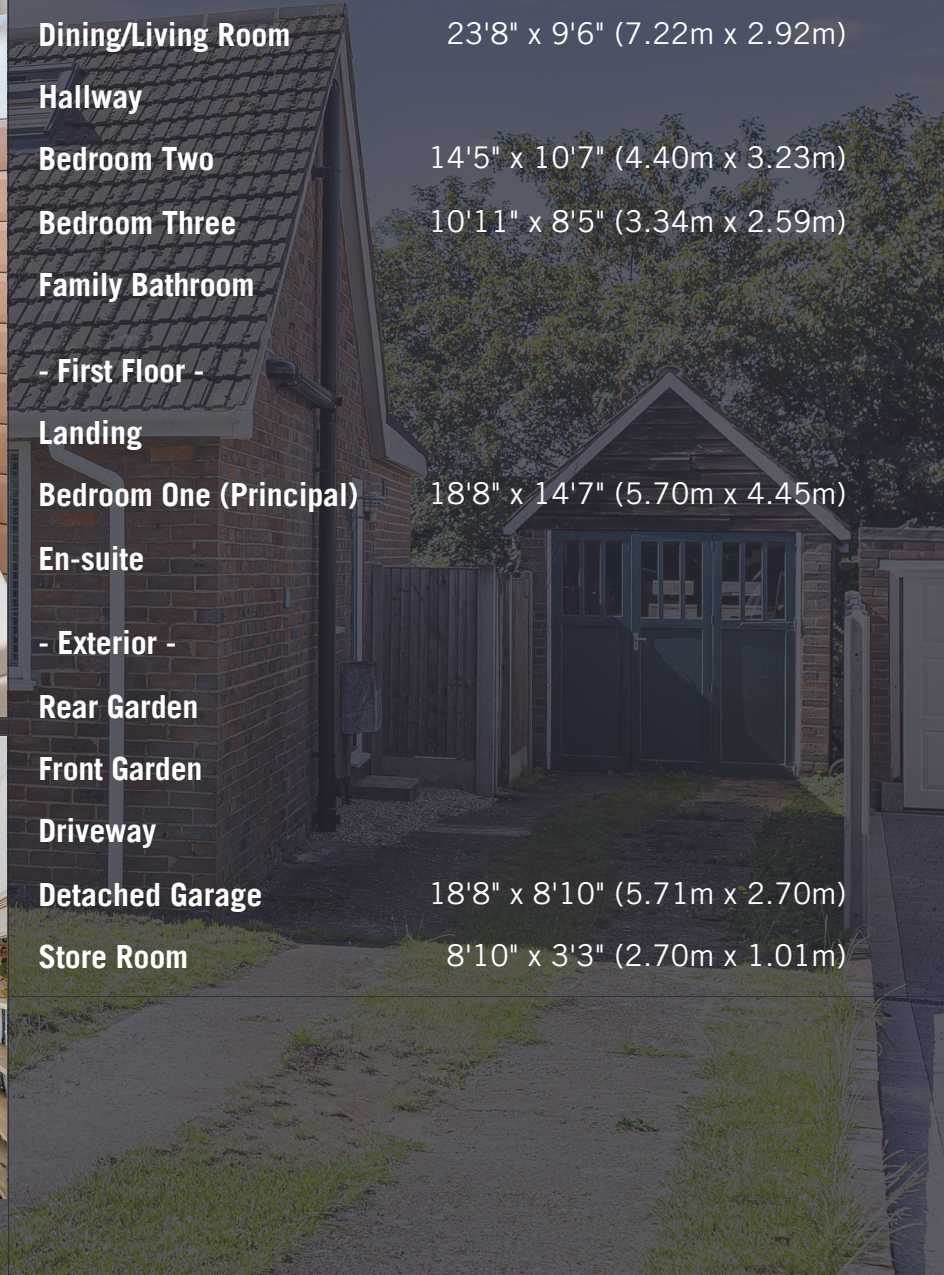 Dining/Living Room 23'8" x 9'6" (7.22m x 2.92m)
Hallway
Bedroom Two 14'5" x 10'7" (4.40m x 3.23m)
Bedroom Three 10'11" x 8'5" (3.34m x 2.59m)
Family Bathroom
- First Floor -
Landing
Bedroom One (Principal) 18'8" x 14'7" (5.70m x 4.45m)
En-suite
- Exterior -
Rear Garden
Front Garden
Driveway
Detached Garage 18'8" x 8'10" (5.71m x 2.70m)
Store Room 8'10" x 3'3" (2.70m x 1.01m)